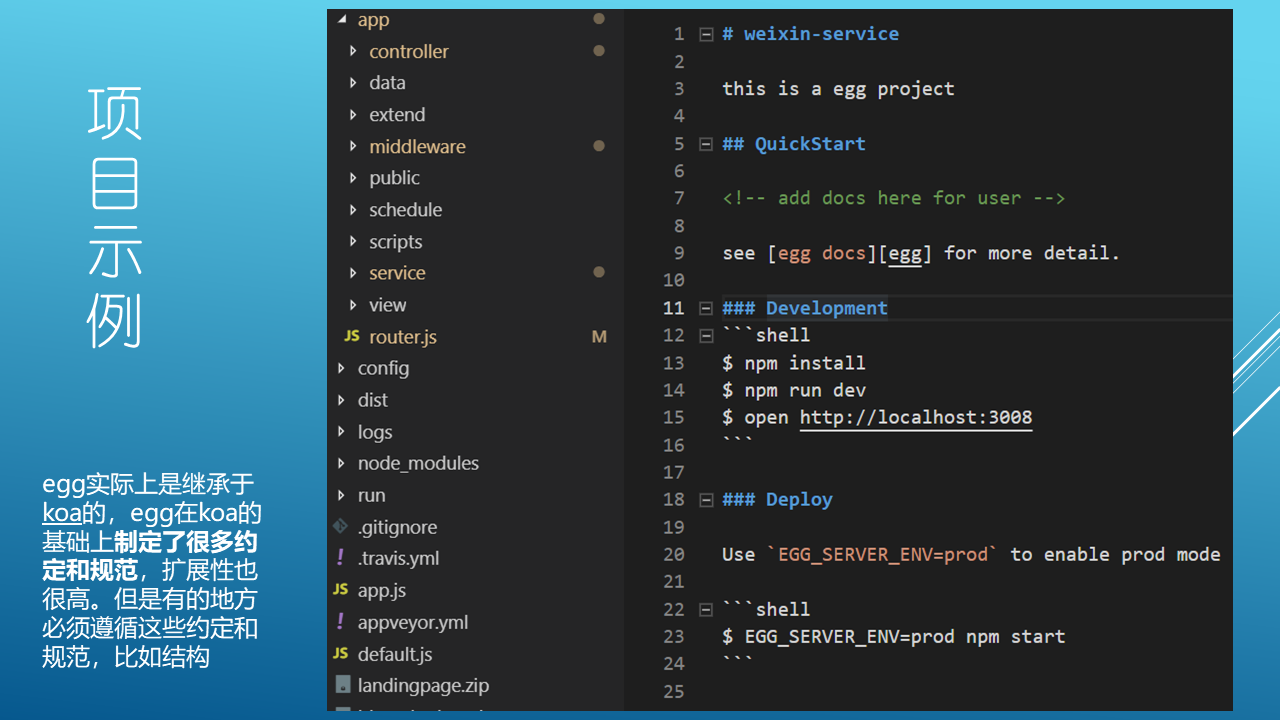 项
目
示
例
egg实际上是继承于
koa的，egg在koa的
基础上制定了很多约
定和规范，扩展性也
很高。但是有的地方
必须遵循这些约定和
规范，比如结构
app
controller
data
extend
middleware
public
schedule
scripts
service
view
JS router.js M
config
dist
logs
node_modules
run
.gitignore
! .travis.yml
JS app.js
! appveyor.yml
JS default.js
landingpage.zip
1 # weixin-service
2
3 this is a egg project
4
5 ## QuickStart
6
7 <!-- add docs here for user -->
8
9 see [egg docs][egg] for more detail.
10
11 ### Development
12 ```shell
13 $ npm install
14 $ npm run dev
15 $ open http://localhost:3008
16 ```
17
18 ### Deploy
19
20 Use `EGG_SERVER_ENV=prod` to enable prod mode
21
22 ```shell
23 $ EGG_SERVER_ENV=prod npm start
24 ```
25